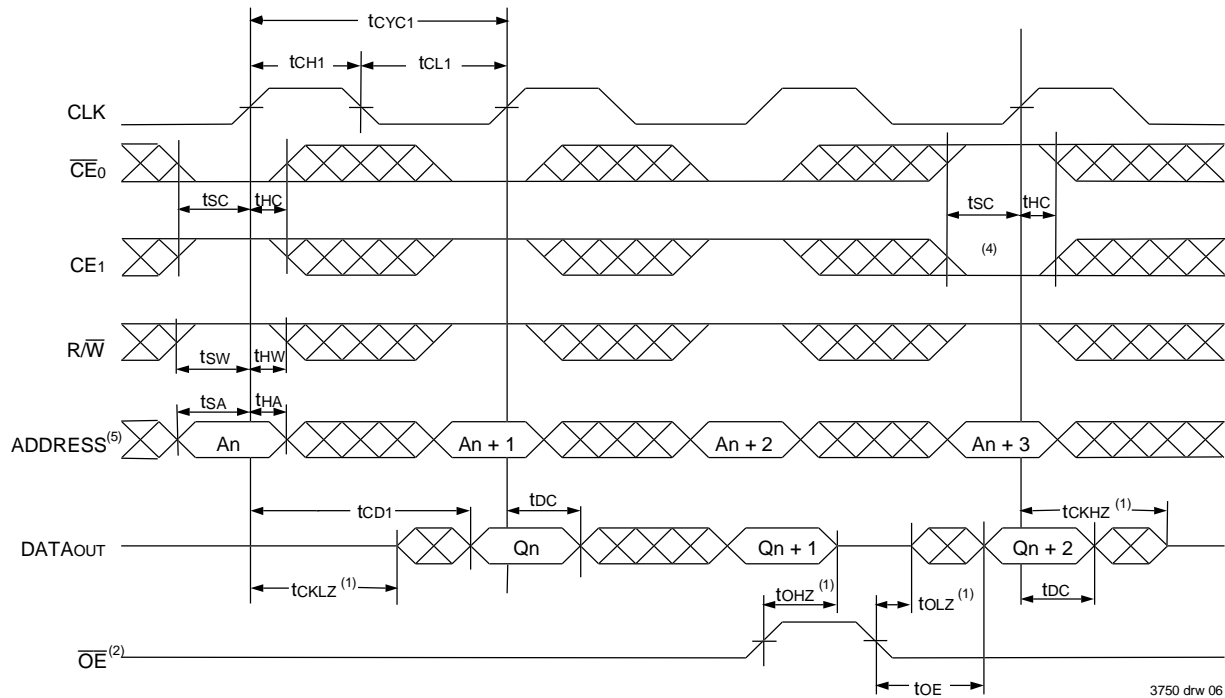 tCYC1
tCH1 tCL1
CLK
CE0
tSC tHC tSC tHC
CE1 (4)
R/W
tSW tHW
tSA tHA
ADDRESS(5) An An + 1 An + 2 An + 3
tCD1 tDC tCKHZ (1)
DATAOUT Qn Qn + 1 Qn + 2
tCKLZ (1) tOHZ (1) tOLZ (1) tDC
OE(2)
tOE
3750 drw 06